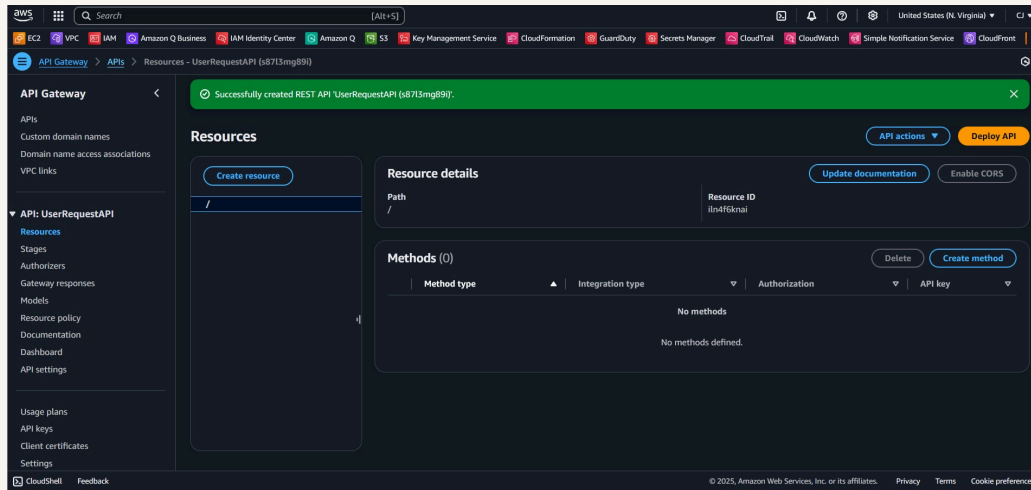 aws
Search [Alt+S]
United States (N. Virginia) ▼ CJ
EC2 VPC IAM Amazon Q Business IAM Identity Center Amazon Q S3 Key Management Service CloudFormation GuardDuty Secrets Manager CloudTrail CloudWatch Simple Notification Service CloudFront
API Gateway > APIs > Resources - UserRequestAPI (s87l3mg89i)
API Gateway
APIs
Custom domain names
Domain name access associations
VPC links
▼ API: UserRequestAPI
Resources
Stages
Authorizers
Gateway responses
Models
Resource policy
Documentation
Dashboard
API settings
Usage plans
API keys
Client certificates
Settings
Successfully created REST API 'UserRequestAPI (s87l3mg89i)'.
Resources
API actions ▼ Deploy API
Create resource
/
Resource details
Update documentation Enable CORS
Path
/
Resource ID
iln4f6knai
Methods (0)
Delete Create method
Method type Integration type Authorization API key
No methods
No methods defined.
CloudShell Feedback
© 2025, Amazon Web Services, Inc. or its affiliates. Privacy Terms Cookie preference